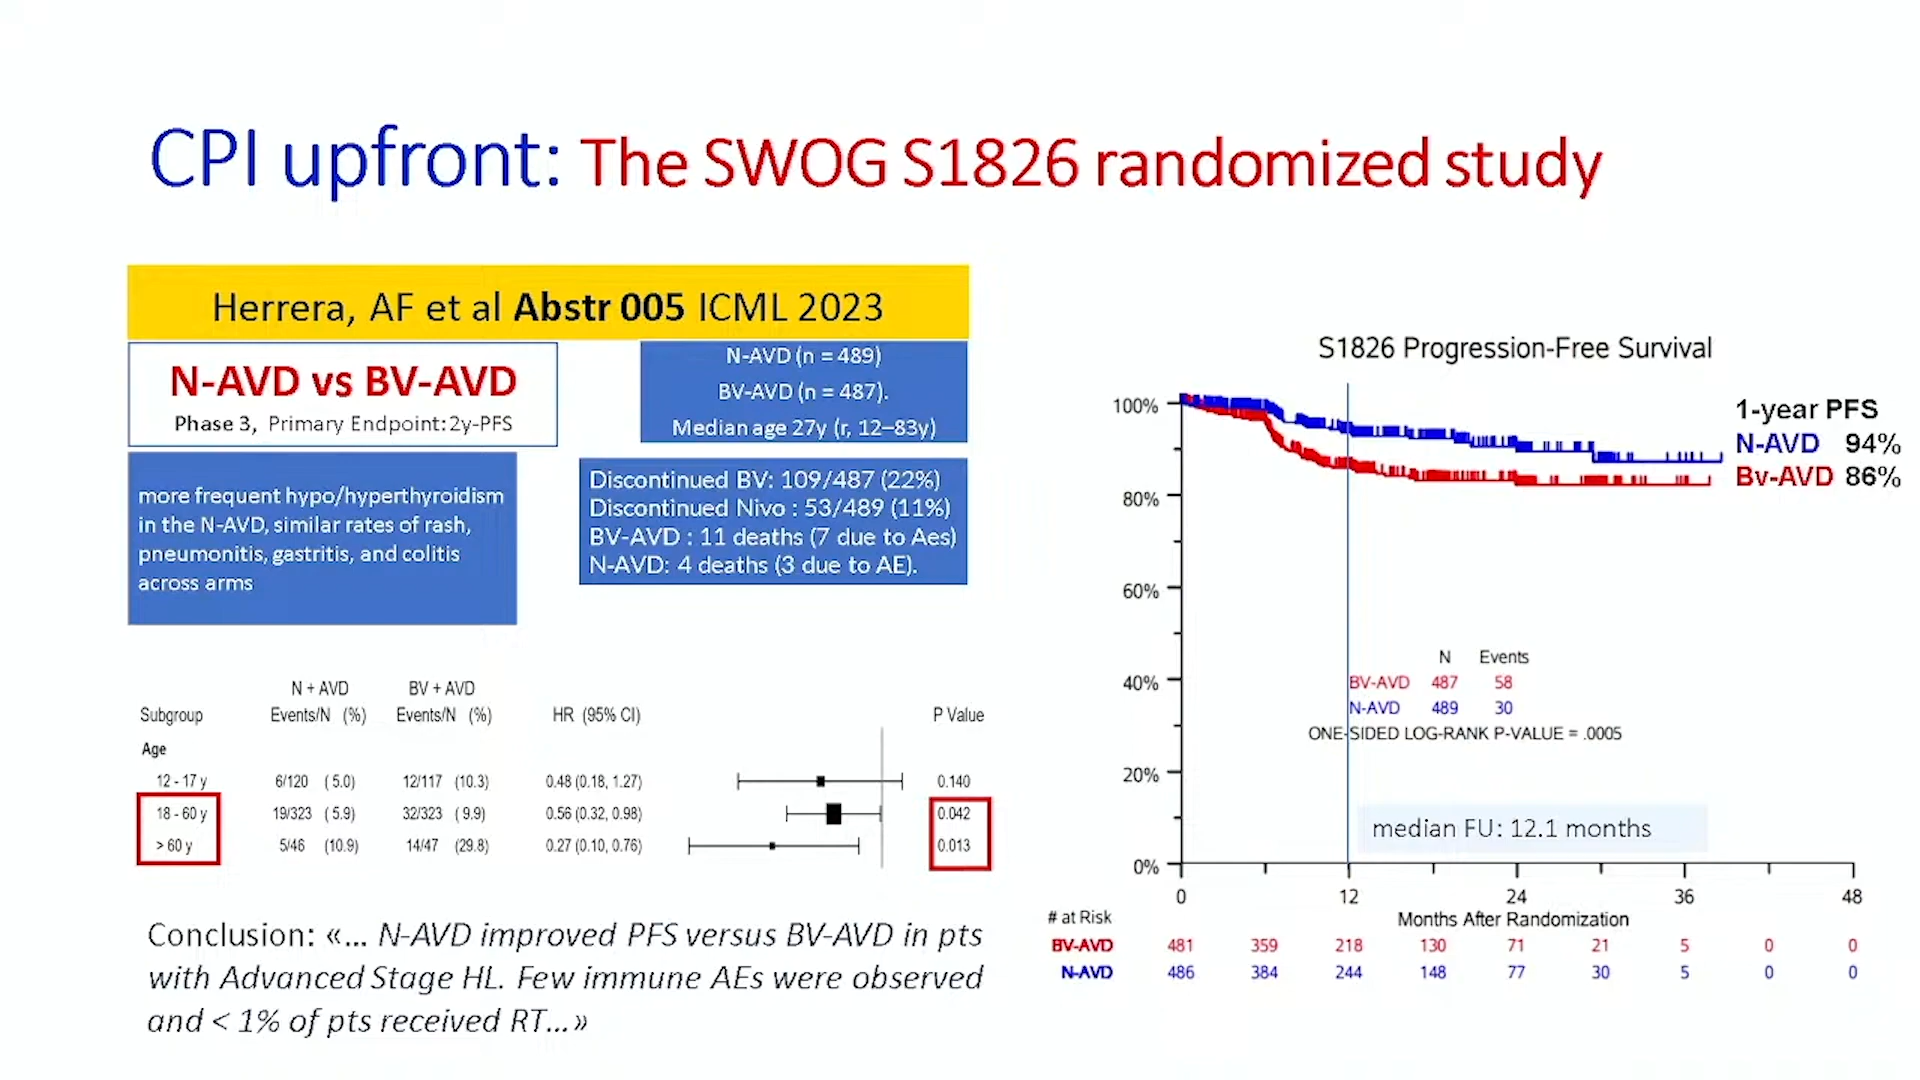 CPI upfront: The SWOG S1826 randomized study
Herrera, AF et al Abstr 005 ICML 2023
N-AVD vs BV-AVD
Phase 3, Primary Endpoint: 2y-PFS
N-AVD (n = 489)
BV-AVD (n = 487).
Median age 27y (r, 12–83y)
more frequent hypo/hyperthyroidism
in the N-AVD, similar rates of rash,
pneumonitis, gastritis, and colitis
across arms
Discontinued BV: 109/487 (22%)
Discontinued Nivo : 53/489 (11%)
BV-AVD : 11 deaths (7 due to Aes)
N-AVD: 4 deaths (3 due to AE).
N + AVD BV + AVD
Subgroup Events/N (%) Events/N (%) HR (95% CI) P Value
Age
12 - 17 y 6/120 ( 5.0) 12/117 (10.3) 0.48 (0.18, 1.27) 0.140
18 - 60 y 19/323 ( 5.9) 32/323 ( 9.9) 0.56 (0.32, 0.98) 0.042
> 60 y 5/46 (10.9) 14/47 (29.8) 0.27 (0.10, 0.76) 0.013
Conclusion: «... N-AVD improved PFS versus BV-AVD in pts
with Advanced Stage HL. Few immune AEs were observed
and < 1% of pts received RT...»
S1826 Progression-Free Survival
100%
80%
60%
40%
20%
0%
1-year PFS
N-AVD 94%
Bv-AVD 86%
N Events
BV-AVD 487 58
N-AVD 489 30
ONE-SIDED LOG-RANK P-VALUE = .0005
median FU: 12.1 months
0 12 24 36 48
Months After Randomization
# at Risk
BV-AVD 481 359 218 130 71 21 5 0 0
N-AVD 486 384 244 148 77 30 5 0 0